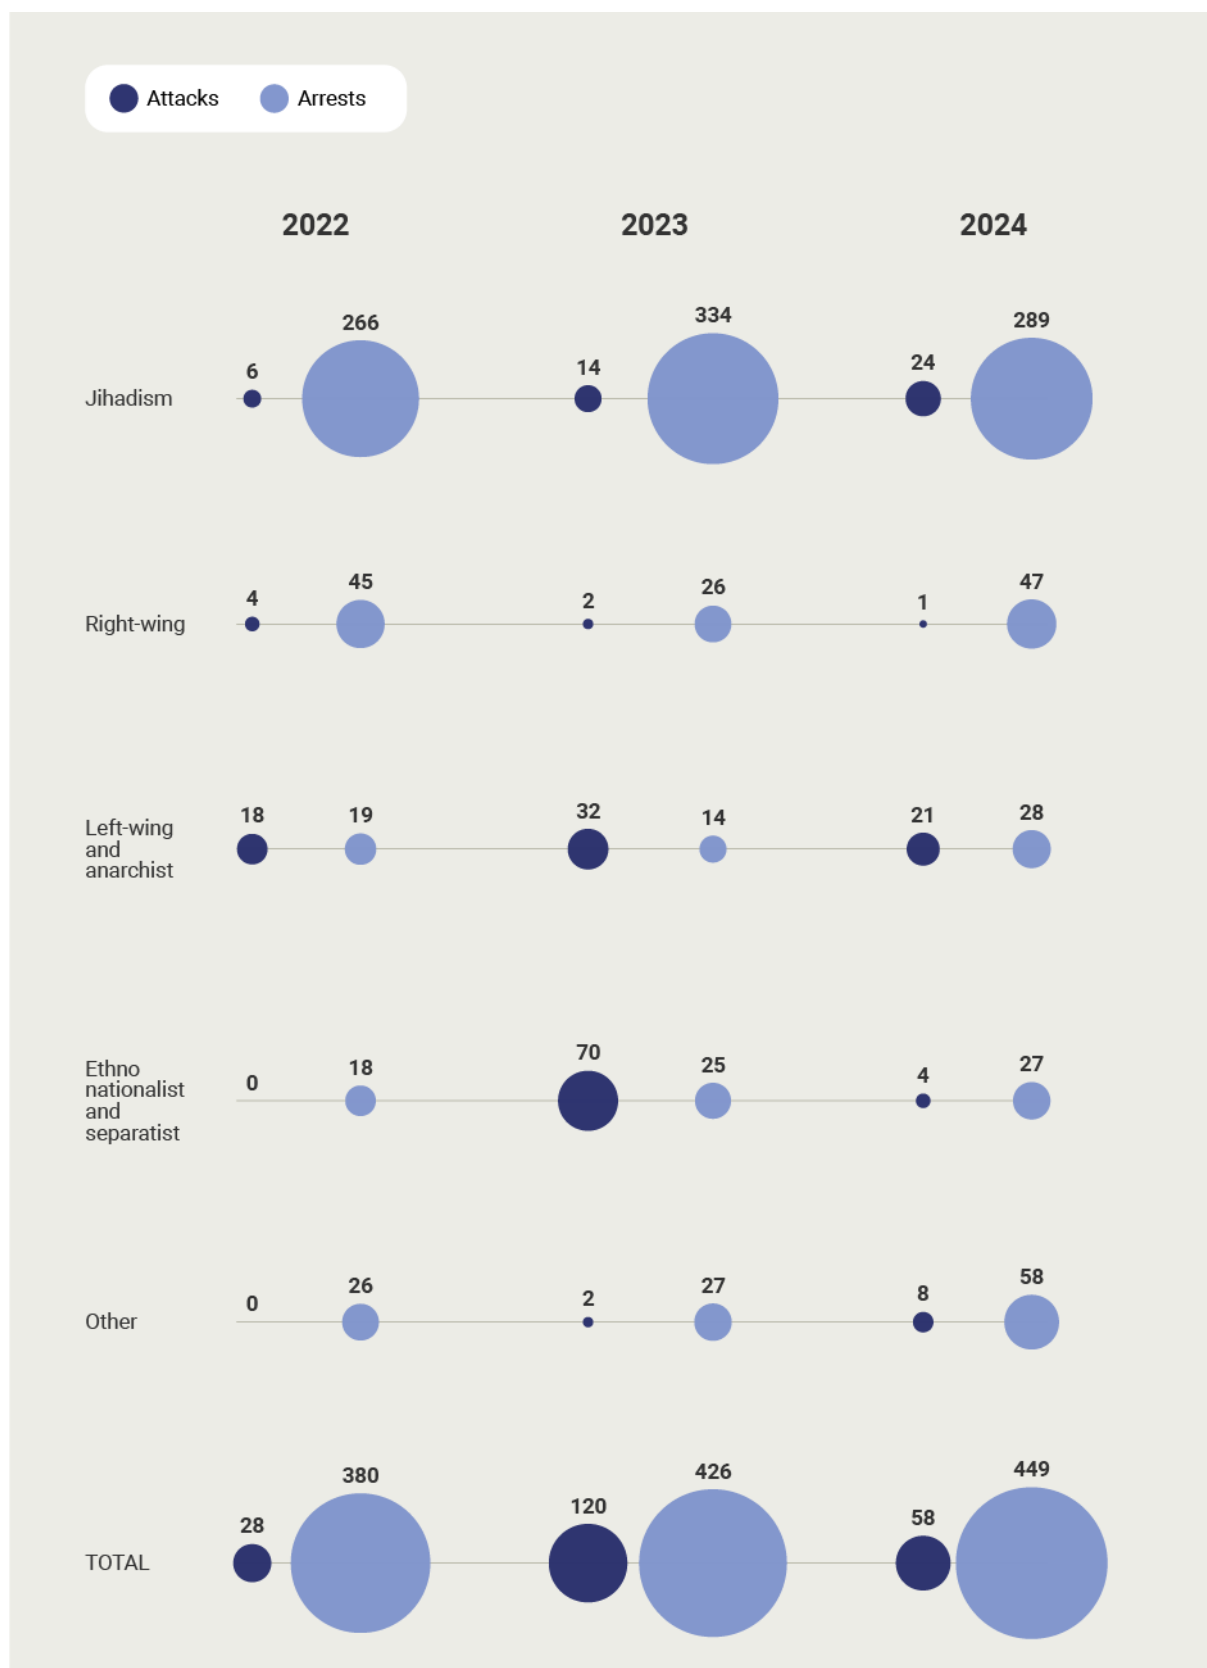 Attacks Arrests
2022 2023 2024
266 334 289
6 14 24
Jihadism
45 26 47
4 2 1
Right-wing
18 19 32 14 21 28
Left-wing
and
anarchist
0 18 70 25 4 27
Ethno
nationalist
and
separatist
0 26 2 27 8 58
Other
380 426 449
28 120 58
TOTAL